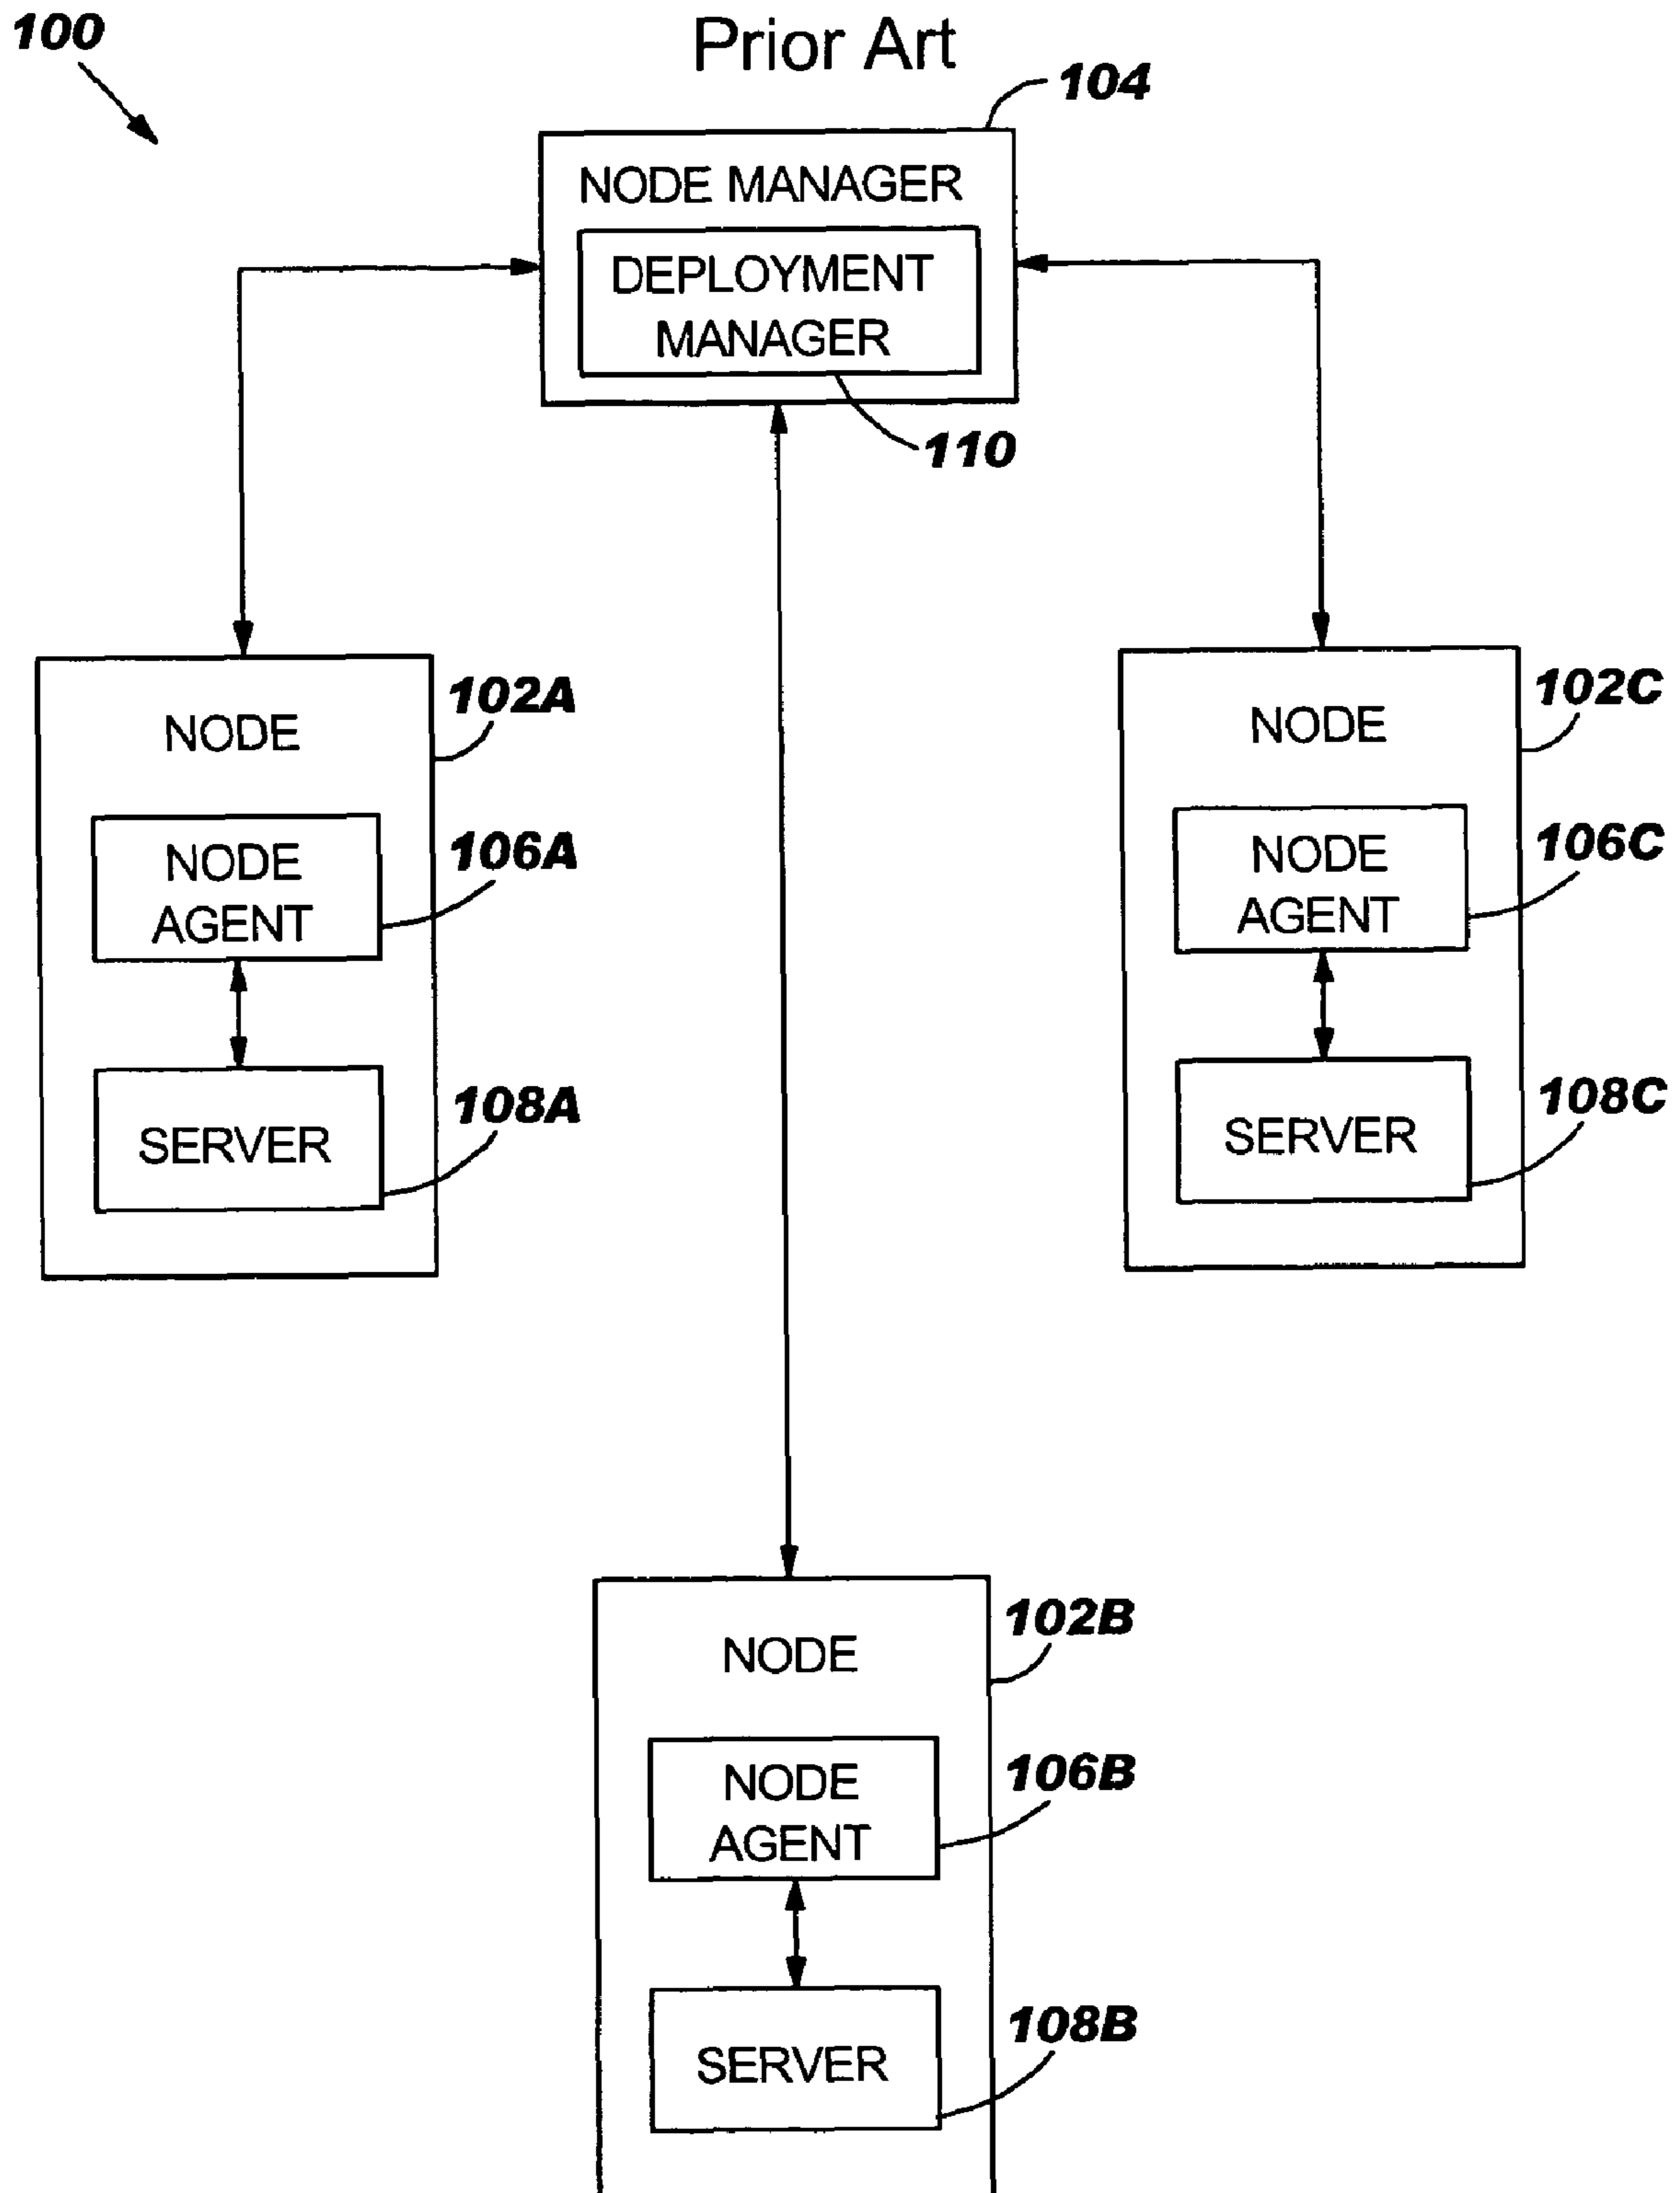 100
Prior Art
104
NODE MANAGER
DEPLOYMENT
MANAGER
110
NODE
102A
NODE
AGENT
106A
SERVER
108A
NODE
102C
NODE
AGENT
106C
SERVER
108C
NODE
102B
NODE
AGENT
106B
SERVER
108B